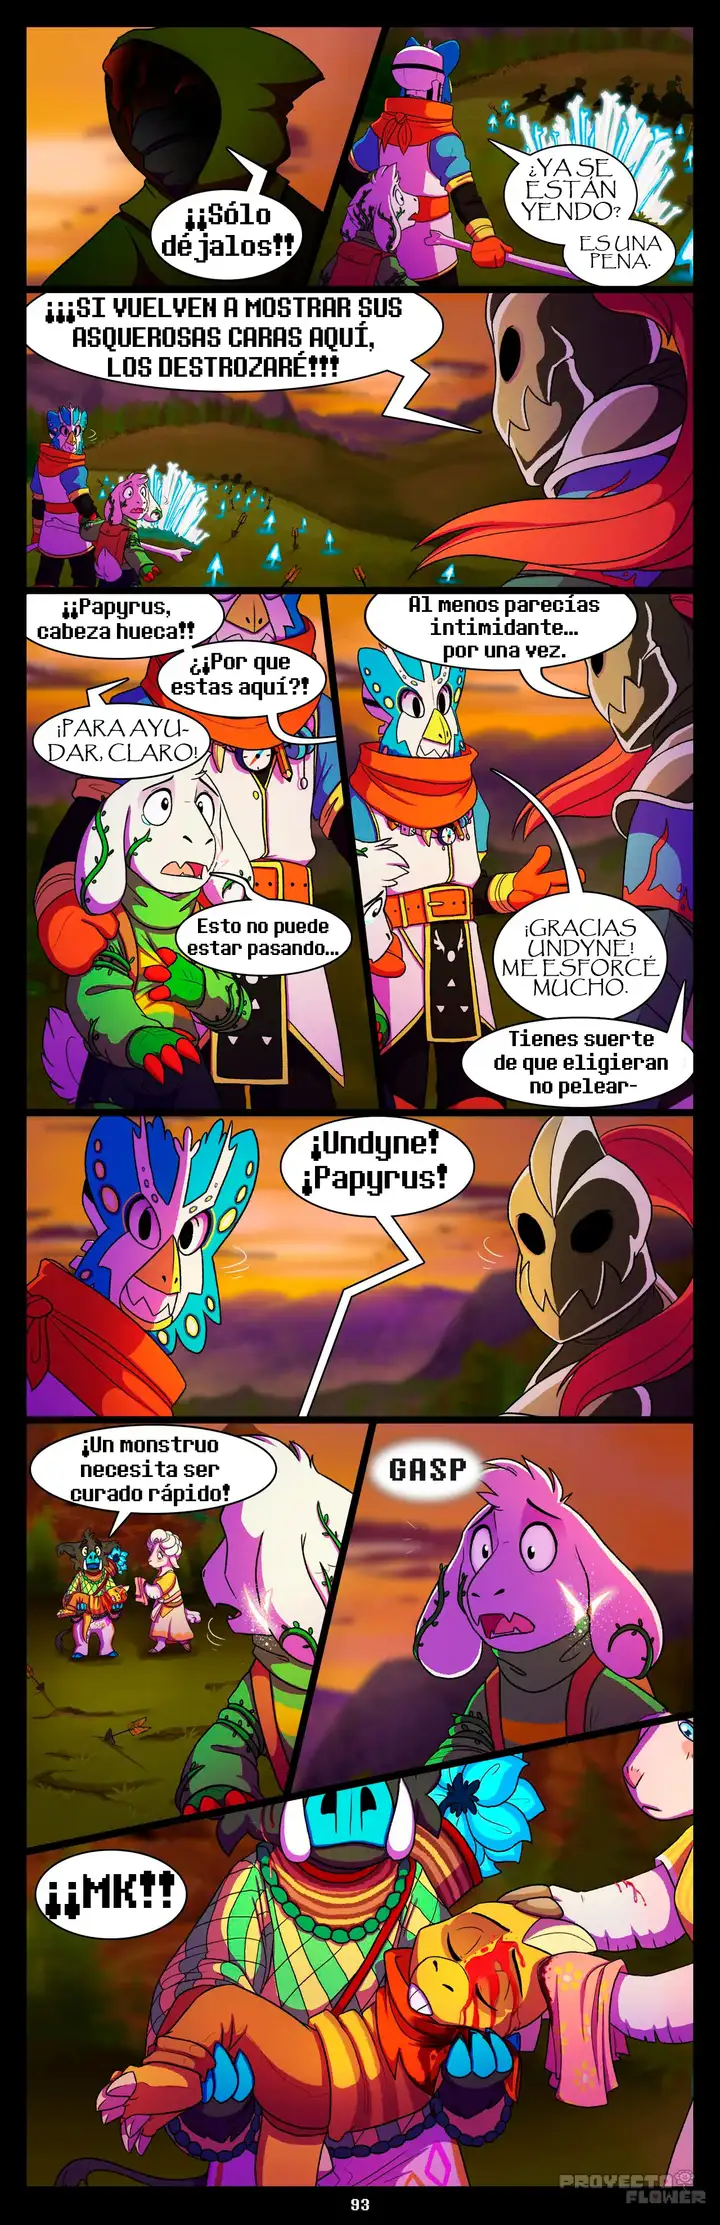 ¡¡Sólo
déjalos!!
¿YA SE
ESTÁN
YENDO?
ES UNA
PENA.
¡¡¡SI VUELVEN A MOSTRAR SUS
ASQUEROSAS CARAS AQUÍ,
LOS DESTROZARÉ!!!
¡¡Papyrus,
cabeza hueca!!
¿¡Por que
estas aquí?!
¡PARA AYU-
DAR, CLARO!
Esto no puede
estar pasando...
Al menos parecías
intimidante...
por una vez.
¡GRACIAS
UNDYNE!
ME ESFORCÉ
MUCHO.
Tienes suerte
de que eligieran
no pelear-
¡Undyne!
¡Papyrus!
¡Un monstruo
necesita ser
curado rápido!
GASP
¡¡MK!!
PROYECTO
FLOWER
93